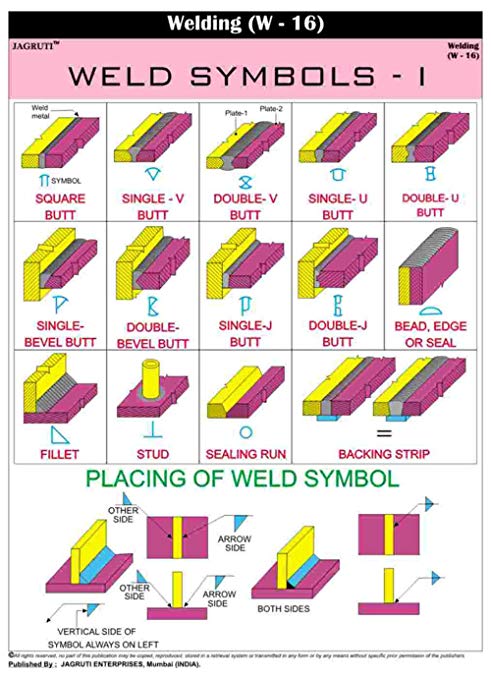 Welding (W - 16)
JAGRUTI™
Welding
(W - 16)
WELD SYMBOLS - I
Weld
metal
SYMBOL
Plate-1
Plate-2
SQUARE
BUTT
SINGLE - V
BUTT
DOUBLE- V
BUTT
SINGLE - U
BUTT
DOUBLE- U
BUTT
SINGLE-
BEVEL BUTT
DOUBLE-
BEVEL BUTT
SINGLE-J
BUTT
DOUBLE-J
BUTT
BEAD, EDGE
OR SEAL
FILLET
STUD
SEALING RUN
BACKING STRIP
PLACING OF WELD SYMBOL
OTHER
SIDE
ARROW
SIDE
OTHER
SIDE
ARROW
SIDE
BOTH SIDES
VERTICAL SIDE OF
SYMBOL ALWAYS ON LEFT
©All rights reserved, no part of this publication may be copied, reproduced, stored in a retrieval system or transmitted in any form or by any means without specific prior permission of the publishers.
Published By ; JAGRUTI ENTERPRISES, Mumbai (INDIA).